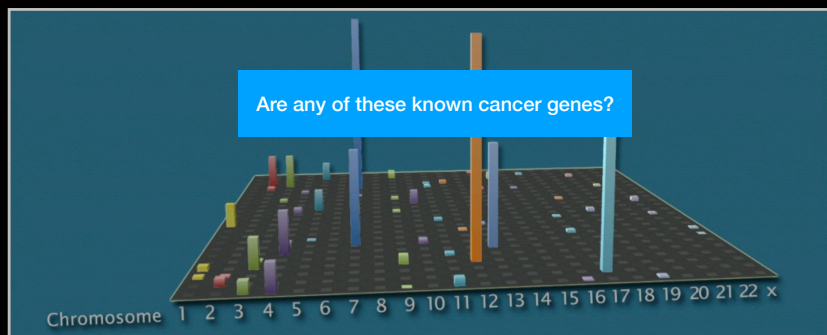 Are any of these known cancer genes?
Chromosome 1 2 3 4 5 6 7 8 9 10 11 12 13 14 15 16 17 18 19 20 21 22 x